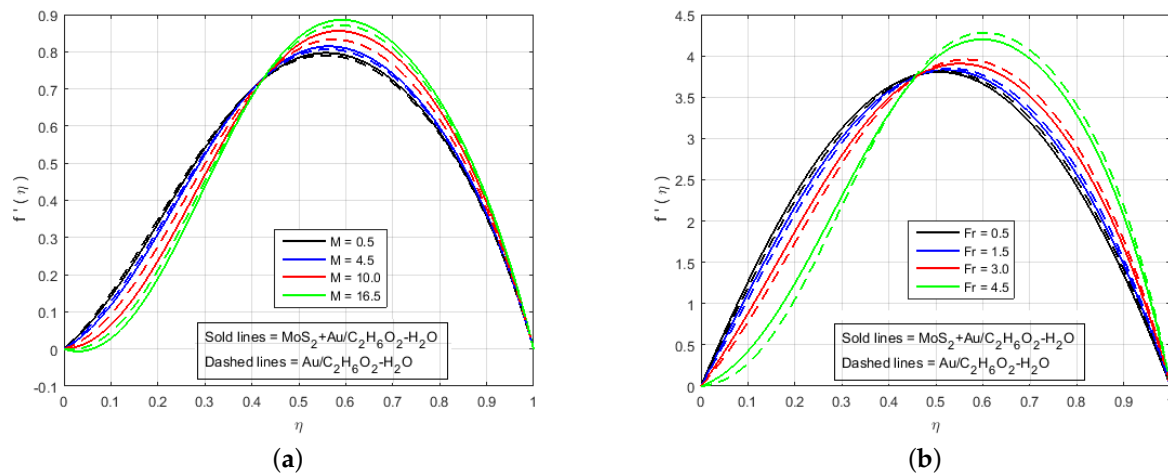 0.9
0.8
0.7
0.6
0.5
0.4
0.3
0.2
0.1
0
-0.1
f ' ( η )
0 0.1 0.2 0.3 0.4 0.5 0.6 0.7 0.8 0.9 1
η
M = 0.5
M = 4.5
M = 10.0
M = 16.5
Sold lines = MoS₂+Au/C₂H₆O₂-H₂O
Dashed lines = Au/C₂H₆O₂-H₂O
(a)
4.5
4
3.5
3
2.5
2
1.5
1
0.5
0
f ' ( η )
0 0.1 0.2 0.3 0.4 0.5 0.6 0.7 0.8 0.9 1
η
Fr = 0.5
Fr = 1.5
Fr = 3.0
Fr = 4.5
Sold lines = MoS₂+Au/C₂H₆O₂-H₂O
Dashed lines = Au/C₂H₆O₂-H₂O
(b)